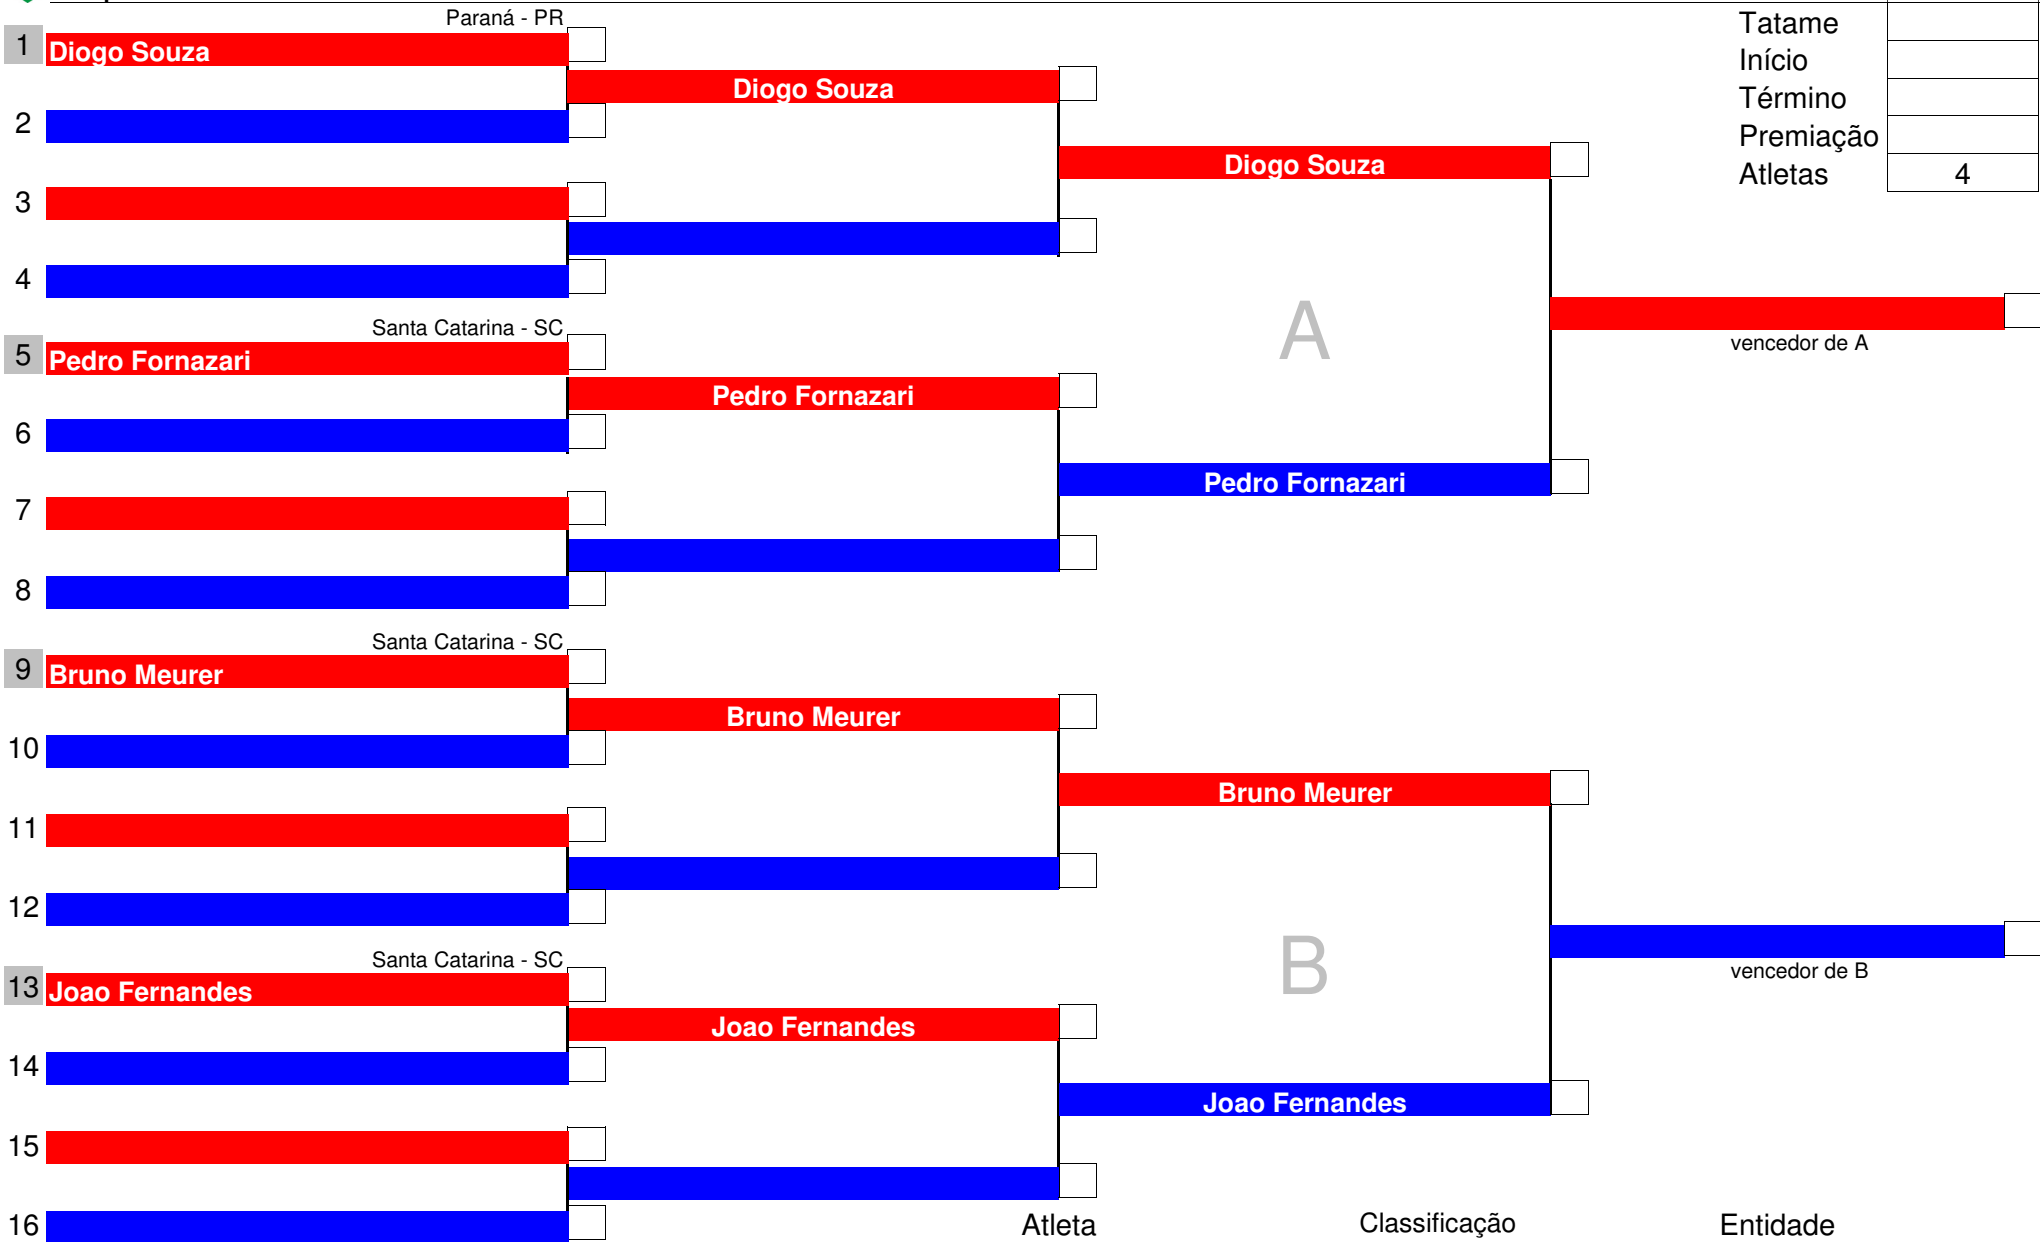 Paraná - PR
Tatame
1 Diogo Souza
Início
Diogo Souza
Término
2
Premiação
Diogo Souza
Atletas 4
3
4
A
Santa Catarina - SC
vencedor de A
5 Pedro Fornazari
Pedro Fornazari
6
Pedro Fornazari
7
8
Santa Catarina - SC
9 Bruno Meurer
Bruno Meurer
10
Bruno Meurer
11
12
Santa Catarina - SC
B
vencedor de B
13 Joao Fernandes
Joao Fernandes
14
Joao Fernandes
15
16
Atleta Classificação Entidade